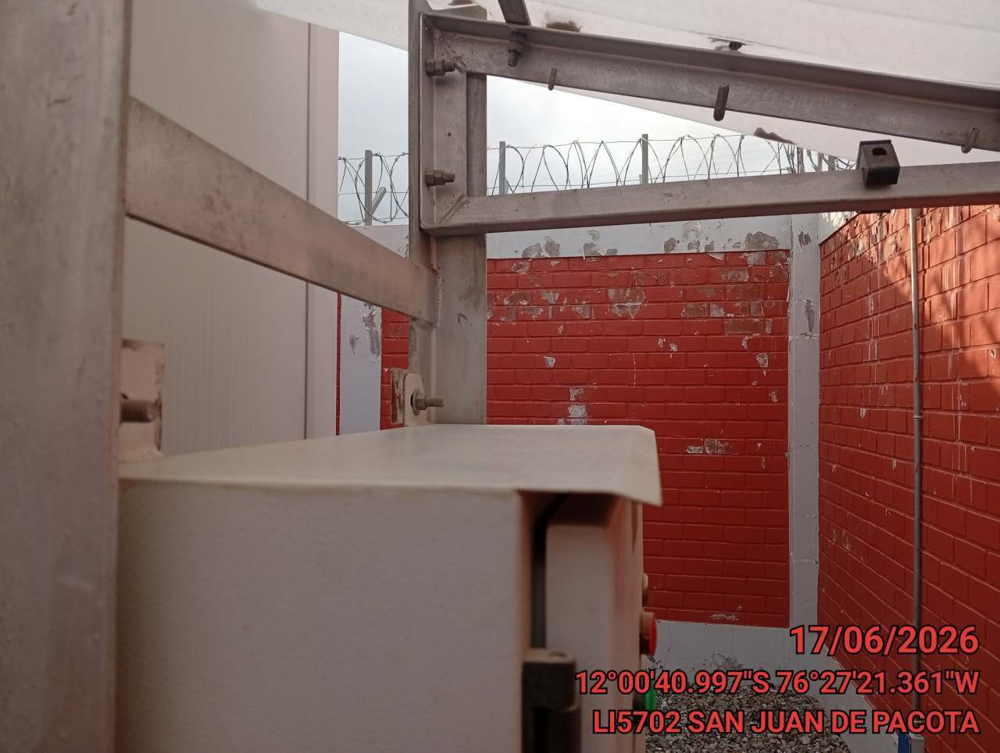 17/06/2026
12°00'40.997"S 76°27'21.361"W
LI5702 SAN JUAN DE PACOTA